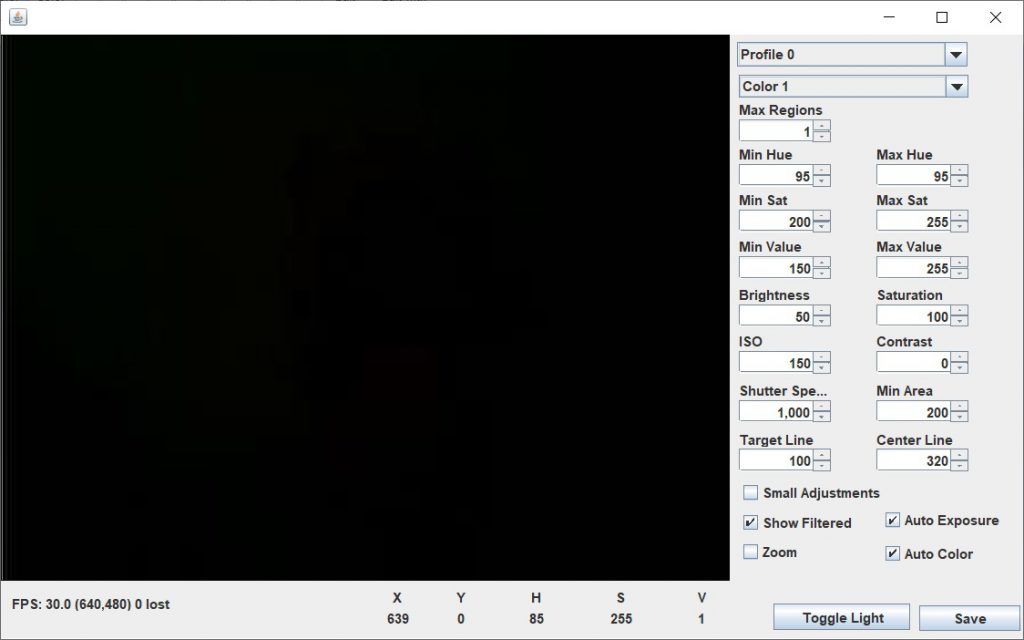 Profile 0
Color 1
Max Regions
1
Min Hue Max Hue
95 95
Min Sat Max Sat
200 255
Min Value Max Value
150 255
Brightness Saturation
50 100
ISO Contrast
150 0
Shutter Spe... Min Area
1,000 200
Target Line Center Line
100 320
Small Adjustments
Show Filtered Auto Exposure
Zoom Auto Color
X Y H S V
FPS: 30.0 (640,480) 0 lost
639 0 85 255 1
Toggle Light Save